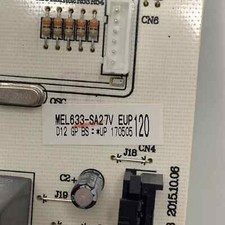 CN6
OSC
MEL633-SA27V EUP 120
D12 GP BS:*UP 170505
J18 CN4
C2
J19
2015.10.06